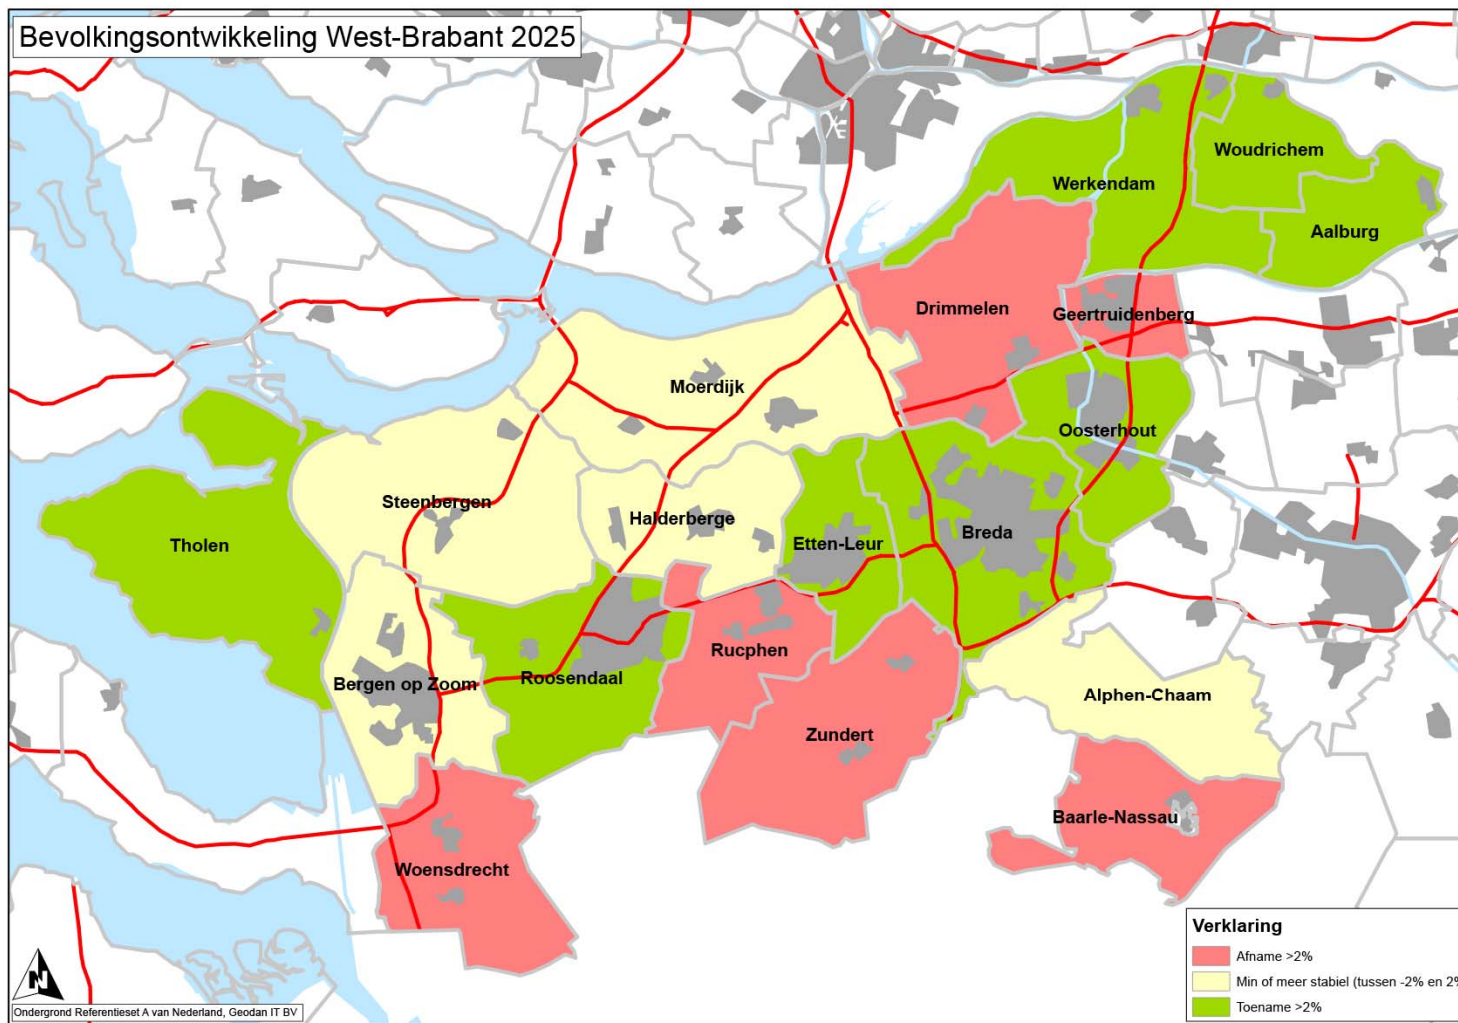 Bevolkingsontwikkeling West-Brabant 2025
Woudrichem
Werkendam
Aalburg
Drimmelen
Geertruidenberg
Moerdijk
Oosterhout
Steenbergen
Halderberge
Breda
Etten-Leur
Tholen
Rucphen
Roosendaal
Bergen op Zoom
Alphen-Chaam
Zundert
Baarle-Nassau
Woensdrecht
Verklaring
Afname >2%
Min of meer stabiel (tussen -2% en 2%
Toename >2%
N
Ondergrond Referentieset A van Nederland, Geodan IT BV